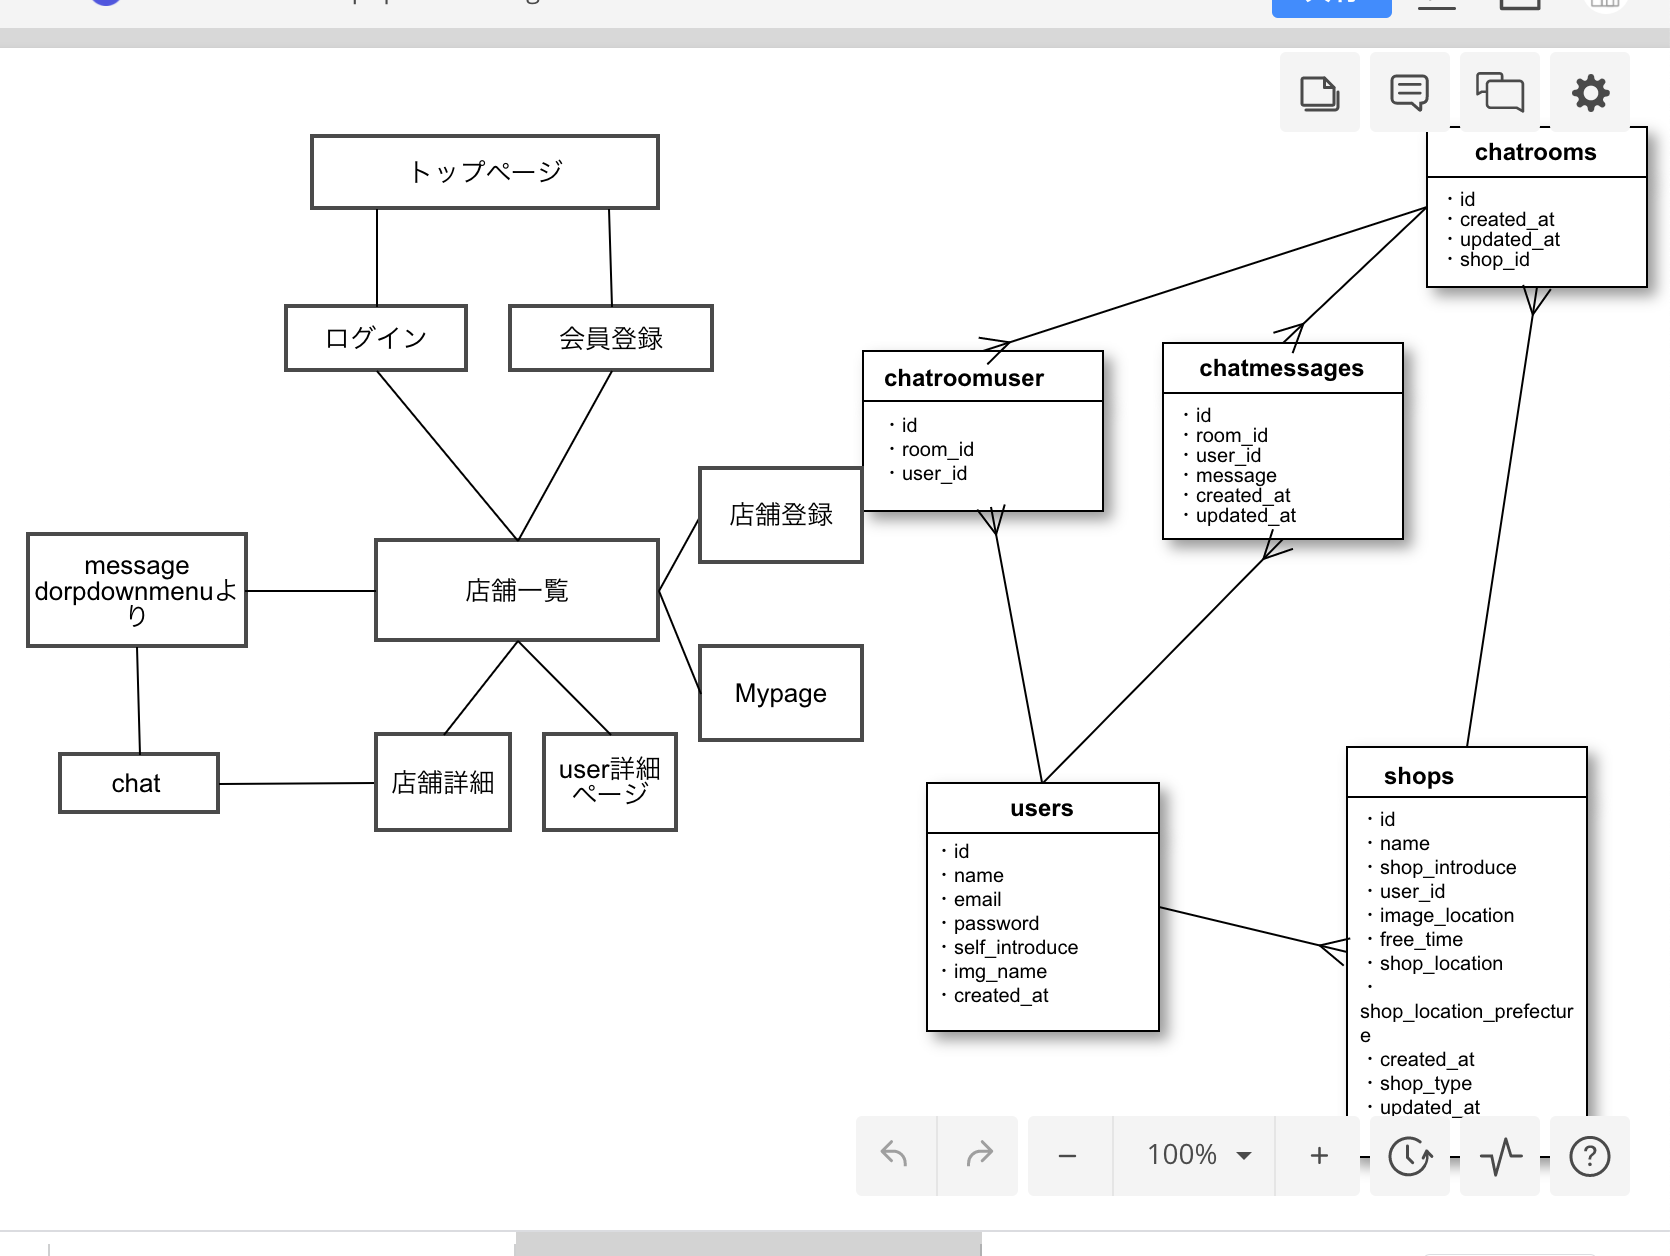 トップページ
ログイン
会員登録
店舗登録
message
dorpdownmenuよ
り
店舗一覧
Mypage
chat
店舗詳細
user詳細
ページ
chatrooms
・id
・created_at
・updated_at
・shop_id
chatroomuser
・id
・room_id
・user_id
chatmessages
・id
・room_id
・user_id
・message
・created_at
・updated_at
users
・id
・name
・email
・password
・self_introduce
・img_name
・created_at
shops
・id
・name
・shop_introduce
・user_id
・image_location
・free_time
・shop_location
・
shop_location_prefectur
e
・created_at
・shop_type
・updated_at
100%